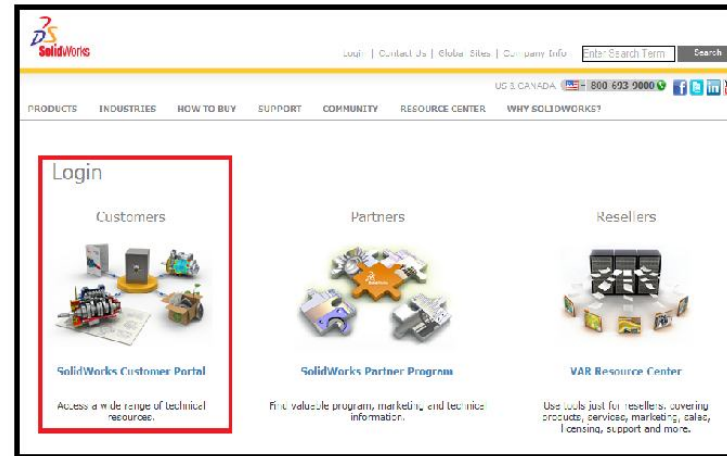 SolidWorks
Login | Contact Us | Global Sites | Company Info Enter Search Term Search
US & CANADA: 800 693 9000
PRODUCTS INDUSTRIES HOW TO BUY SUPPORT COMMUNITY RESOURCE CENTER WHY SOLIDWORKS?
Login
Customers Partners Resellers
SolidWorks Customer Portal SolidWorks Partner Program VAR Resource Center
Access a wide range of technical resources.
Find valuable program, marketing and technical information.
Use tools just for resellers, covering products, services, marketing, sales, licensing, support and more.